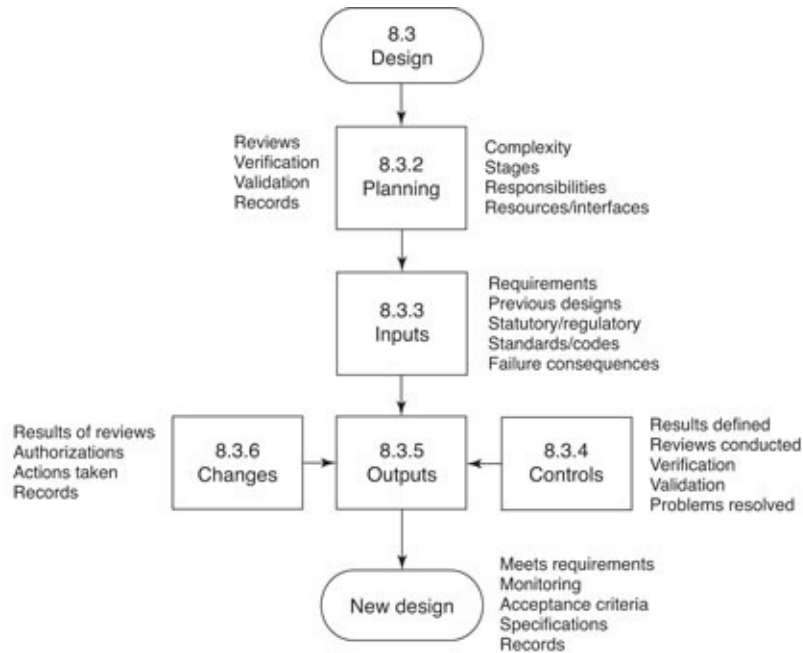 8.3
Design
Reviews
Verification
Validation
Records
8.3.2
Planning
Complexity
Stages
Responsibilities
Resources/interfaces
8.3.3
Inputs
Requirements
Previous designs
Statutory/regulatory
Standards/codes
Failure consequences
Results of reviews
Authorizations
Actions taken
Records
8.3.6
Changes
8.3.5
Outputs
8.3.4
Controls
Results defined
Reviews conducted
Verification
Validation
Problems resolved
New design
Meets requirements
Monitoring
Acceptance criteria
Specifications
Records